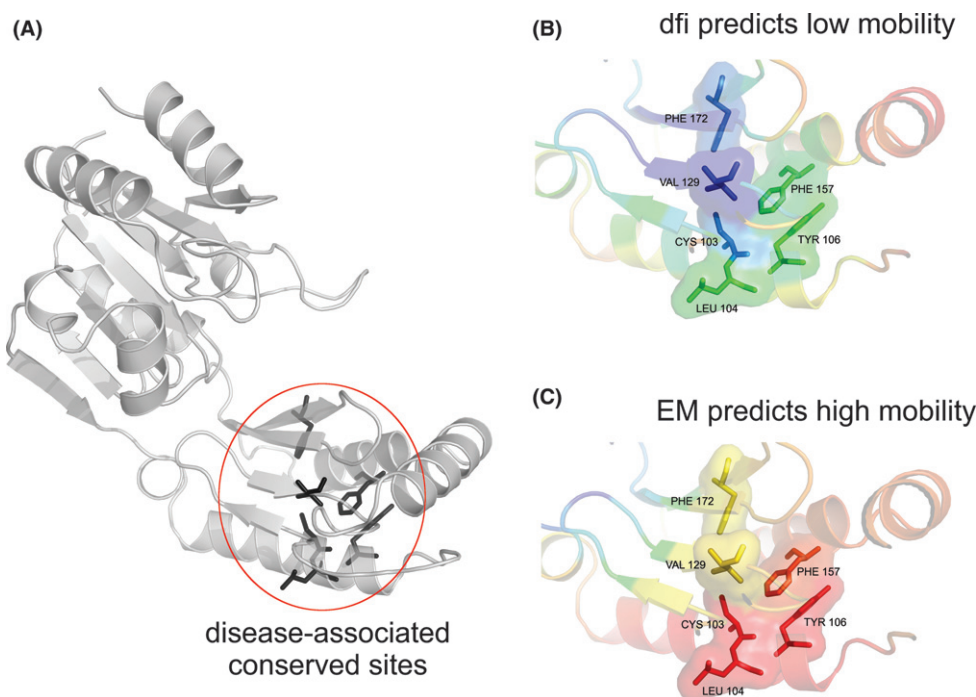 (A)
disease-associated
conserved sites
(B)
dfi predicts low mobility
PHE 172
VAL 129
PHE 157
CYS 103
TYR 106
LEU 104
(C)
EM predicts high mobility
PHE 172
VAL 129
PHE 157
CYS 103
TYR 106
LEU 104